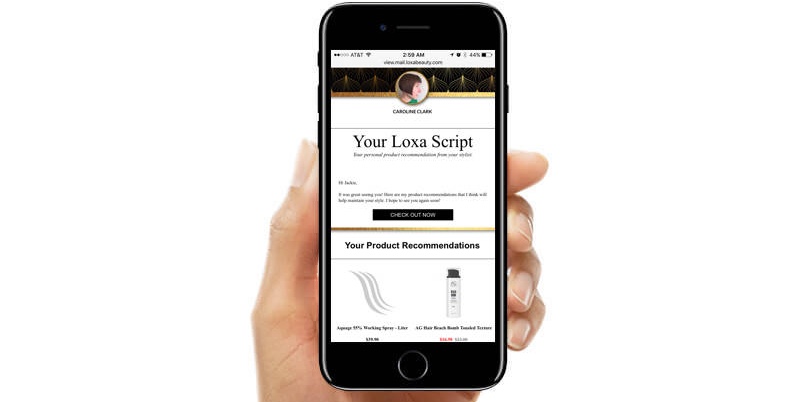 AT&T 2:59 AM 44%
view.mail.loxabeauty.com
CAROLINE CLARK
Your Loxa Script
Your personal product recommendation from your stylist.
Hi Jackie,
It was great seeing you! Here are my product recommendations that I think will
help maintain your style. I hope to see you again soon!
CHECK OUT NOW
Your Product Recommendations
Aquage 55% Working Spray - Liter AG Hair Beach Bomb Tousled Texture
$39.96